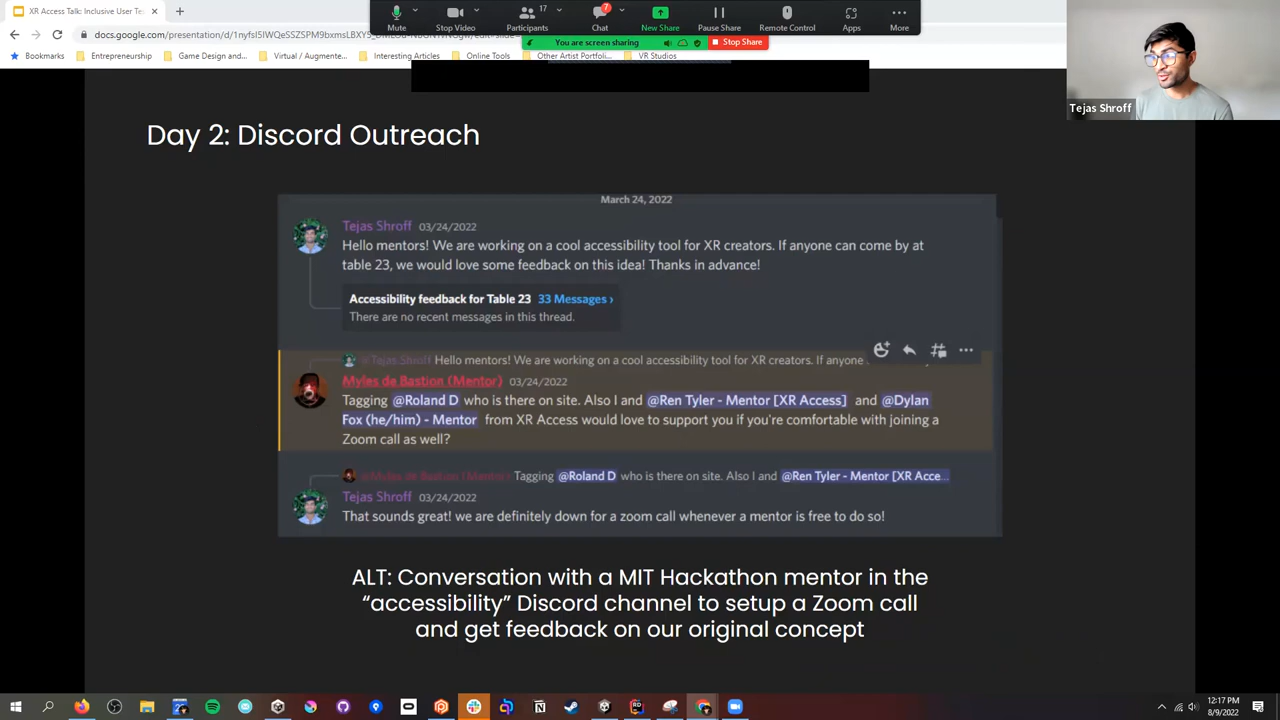 XR Access Talk: Inclusive User Te
Mute
Stop Video
17
Participants
7
Chat
New Share
Pause Share
Remote Control
Apps
More
You are screen sharing
Stop Share
Bookmarks
Entrepreneurship
Game Design and...
Virtual / Augmente...
Interesting Articles
Online Tools
Other Artist Portfoli...
VR Studios
Tejas Shroff
Day 2: Discord Outreach
March 24, 2022
Tejas Shroff 03/24/2022
Hello mentors! We are working on a cool accessibility tool for XR creators. If anyone can come by at
table 23, we would love some feedback on this idea! Thanks in advance!
Accessibility feedback for Table 23 33 Messages ›
There are no recent messages in this thread.
@Tejas Shroff Hello mentors! We are working on a cool accessibility tool for XR creators. If anyone
Myles de Bastion (Mentor) 03/24/2022
Tagging @Roland D who is there on site. Also I and @Ren Tyler - Mentor [XR Access] and @Dylan
Fox (he/him) - Mentor from XR Access would love to support you if you're comfortable with joining a
Zoom call as well?
@Myles de Bastion (Mentor) Tagging @Roland D who is there on site. Also I and @Ren Tyler - Mentor [XR Acce...
Tejas Shroff 03/24/2022
That sounds great! we are definitely down for a zoom call whenever a mentor is free to do so!
ALT: Conversation with a MIT Hackathon mentor in the
“accessibility” Discord channel to setup a Zoom call
and get feedback on our original concept
12:17 PM
8/9/2022